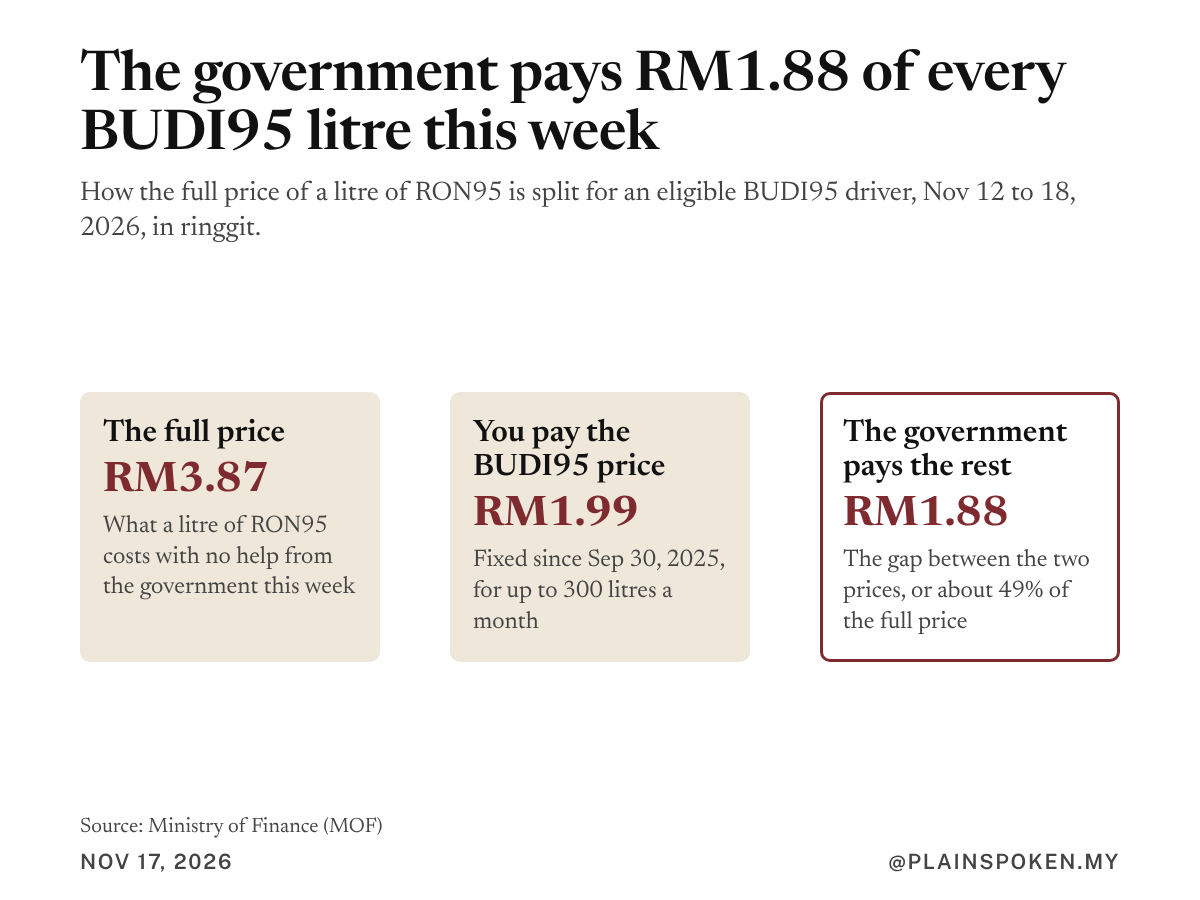 The government pays RM1.88 of every
BUDI95 litre this week
How the full price of a litre of RON95 is split for an eligible BUDI95 driver, Nov 12 to 18,
2026, in ringgit.
The full price
RM3.87
What a litre of RON95
costs with no help from
the government this week
You pay the
BUDI95 price
RM1.99
Fixed since Sep 30, 2025,
for up to 300 litres a
month
The government
pays the rest
RM1.88
The gap between the two
prices, or about 49% of
the full price
Source: Ministry of Finance (MOF)
NOV 17, 2026
@PLAINSPOKEN.MY